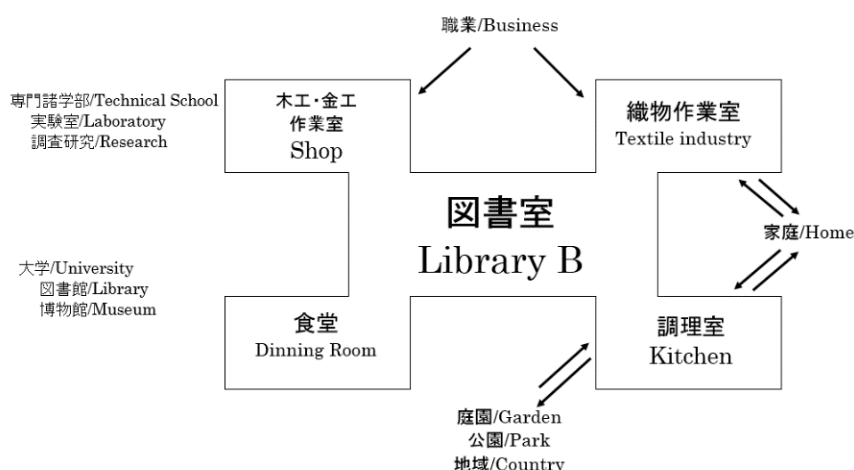 職業/Business
専門諸学部/Technical School
実験室/Laboratory
調査研究/Research
木工・金工
作業室
Shop
織物作業室
Textile industry
図書室
Library B
家庭/Home
大学/University
図書館/Library
博物館/Museum
食堂
Dinning Room
調理室
Kitchen
庭園/Garden
公園/Park
地域/Country